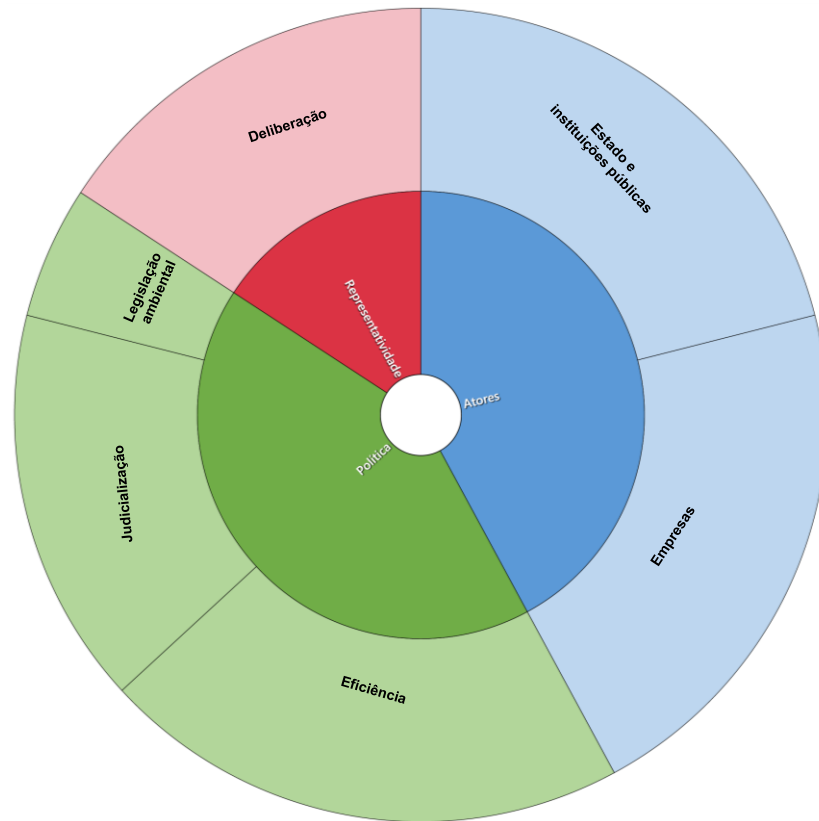 Deliberação
Estado e
instituições públicas
Legislação
ambiental
Representatividade
Atores
Política
Judicialização
Empresas
Eficiência